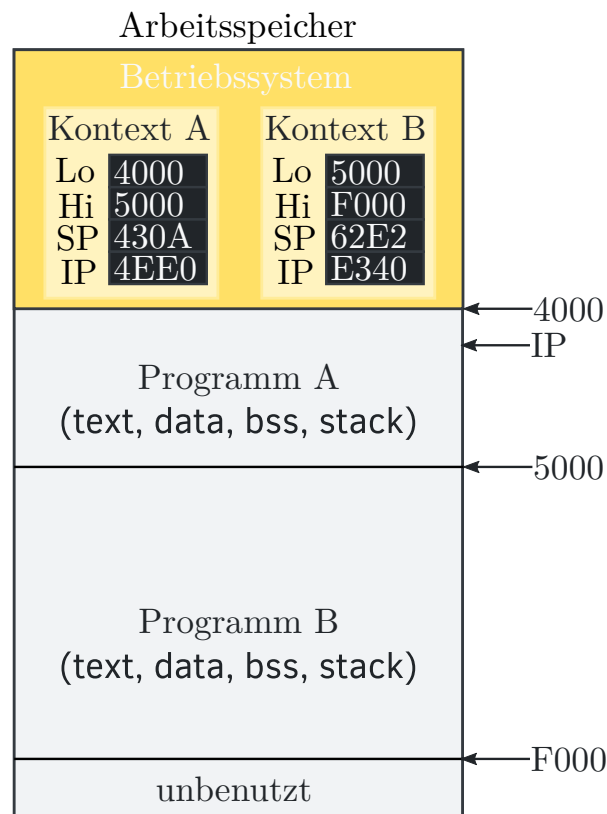 Arbeitsspeicher
Betriebssystem
Kontext A
Lo 4000
Hi 5000
SP 430A
IP 4EE0
Kontext B
Lo 5000
Hi F000
SP 62E2
IP E340
4000
IP
Programm A
(text, data, bss, stack)
5000
Programm B
(text, data, bss, stack)
F000
unbenutzt